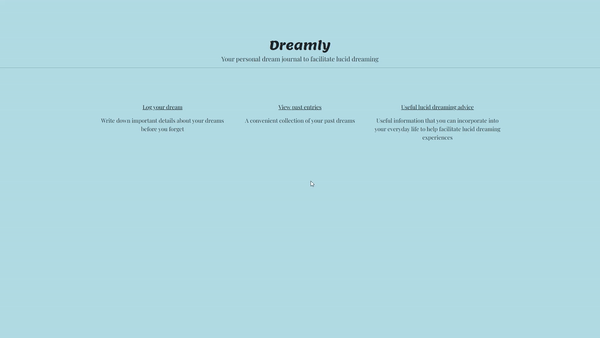 Dreamly
Your personal dream journal to facilitate lucid dreaming
Log your dream
Write down important details about your dreams
before you forget
View past entries
A convenient collection of your past dreams
Useful lucid dreaming advice
Useful information that you can incorporate into
your everyday life to help facilitate lucid dreaming
experiences